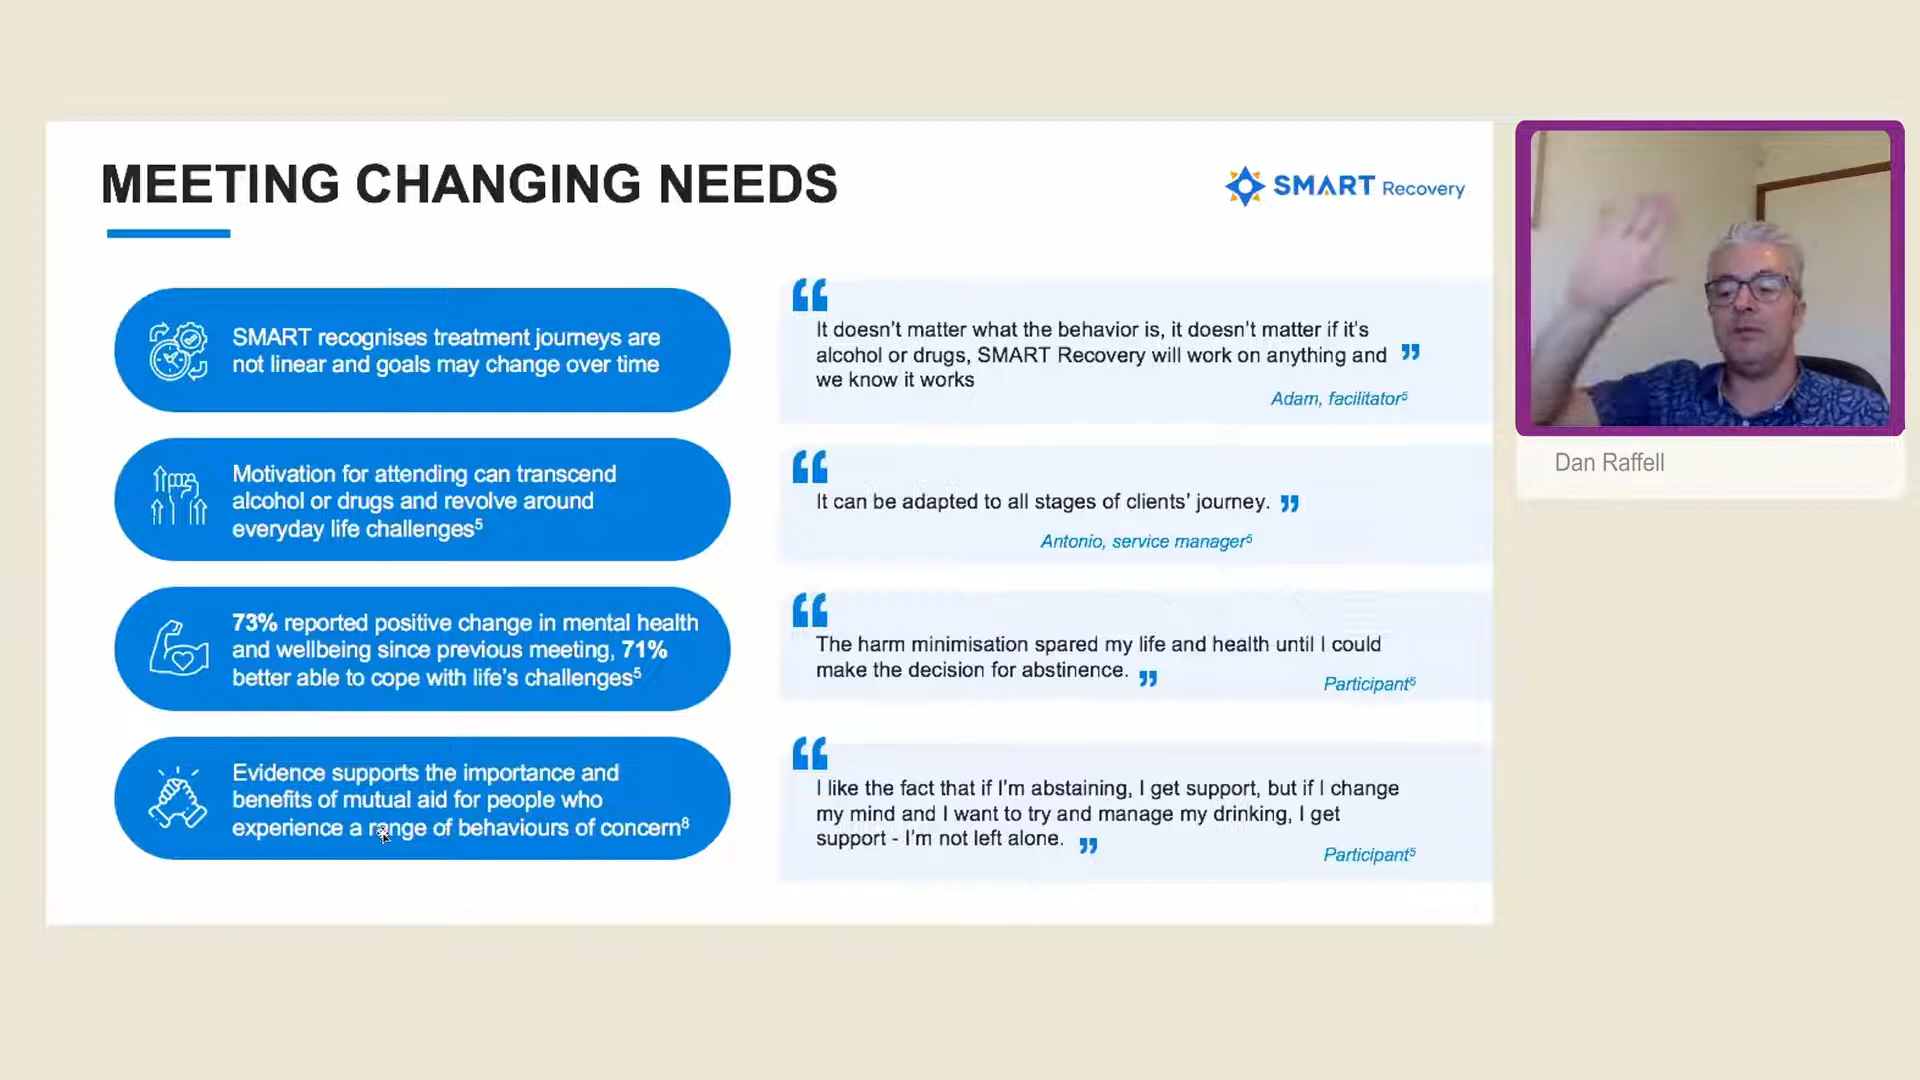 MEETING CHANGING NEEDS
SMART Recovery
SMART recognises treatment journeys are
not linear and goals may change over time
Motivation for attending can transcend
alcohol or drugs and revolve around
everyday life challenges⁵
73% reported positive change in mental health
and wellbeing since previous meeting, 71%
better able to cope with life's challenges⁵
Evidence supports the importance and
benefits of mutual aid for people who
experience a range of behaviours of concern⁸
“
It doesn't matter what the behavior is, it doesn't matter if it's
alcohol or drugs, SMART Recovery will work on anything and ”
we know it works
Adam, facilitator⁵
“
It can be adapted to all stages of clients' journey. ”
Antonio, service manager⁵
“
The harm minimisation spared my life and health until I could
make the decision for abstinence. ”
Participant⁶
“
I like the fact that if I'm abstaining, I get support, but if I change
my mind and I want to try and manage my drinking, I get
support - I'm not left alone. ”
Participant⁵
Dan Raffell